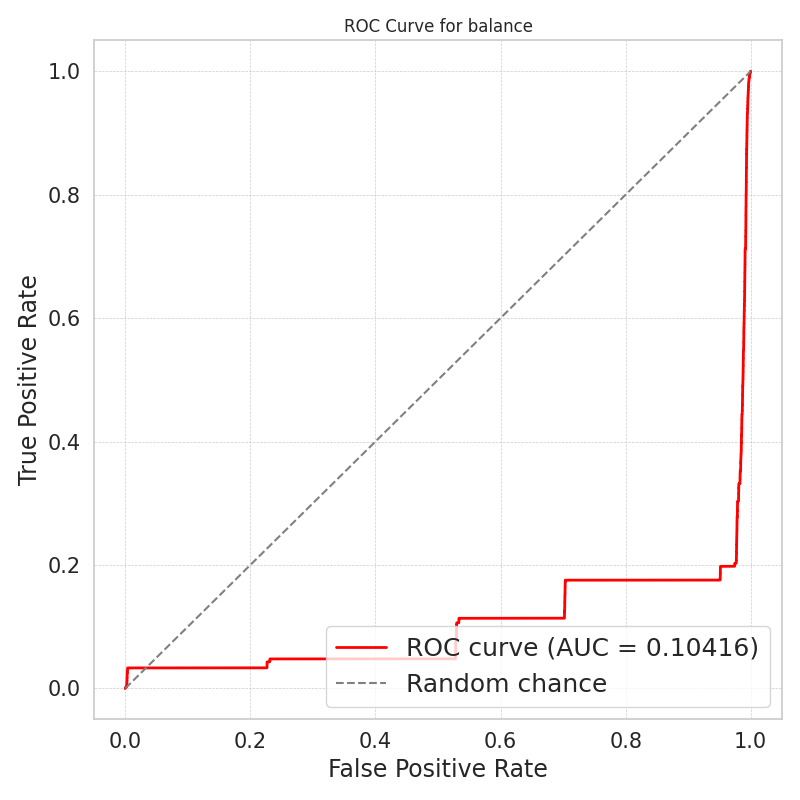 ROC Curve for balance
1.0
0.8
0.6
0.4
0.2
0.0
True Positive Rate
ROC curve (AUC = 0.10416)
Random chance
0.0 0.2 0.4 0.6 0.8 1.0
False Positive Rate